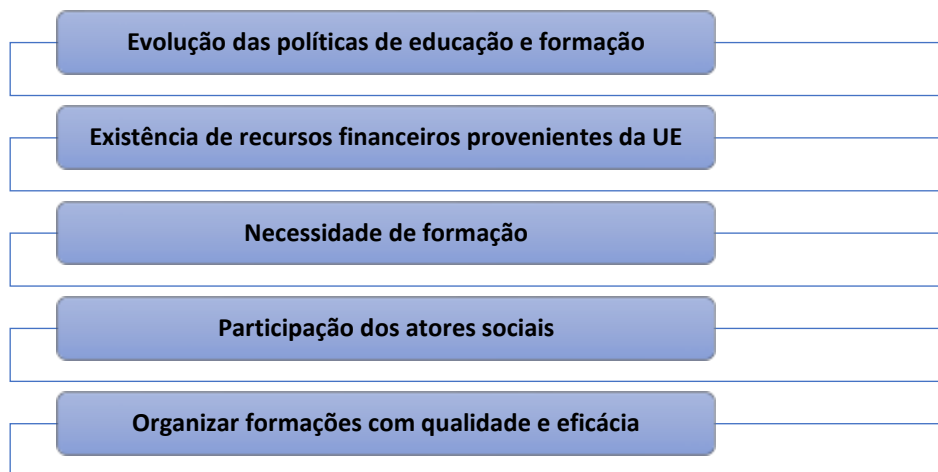 Evolução das políticas de educação e formação
Existência de recursos financeiros provenientes da UE
Necessidade de formação
Participação dos atores sociais
Organizar formações com qualidade e eficácia